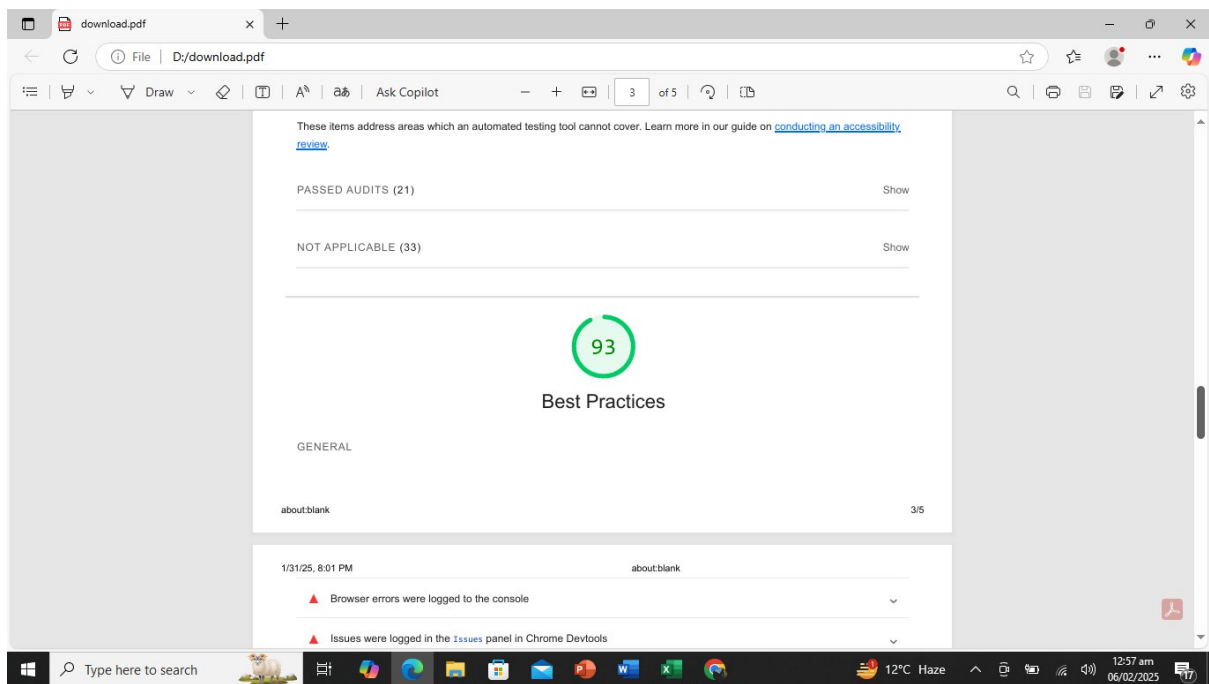 download.pdf
File
D:/download.pdf
Draw
Ask Copilot
3 of 5
These items address areas which an automated testing tool cannot cover. Learn more in our guide on conducting an accessibility
review.
PASSED AUDITS (21) Show
NOT APPLICABLE (33) Show
93
Best Practices
GENERAL
about:blank 3/5
1/31/25, 8:01 PM about:blank
Browser errors were logged to the console
Issues were logged in the Issues panel in Chrome Devtools
Type here to search
12°C Haze
12:57 am
06/02/2025
17